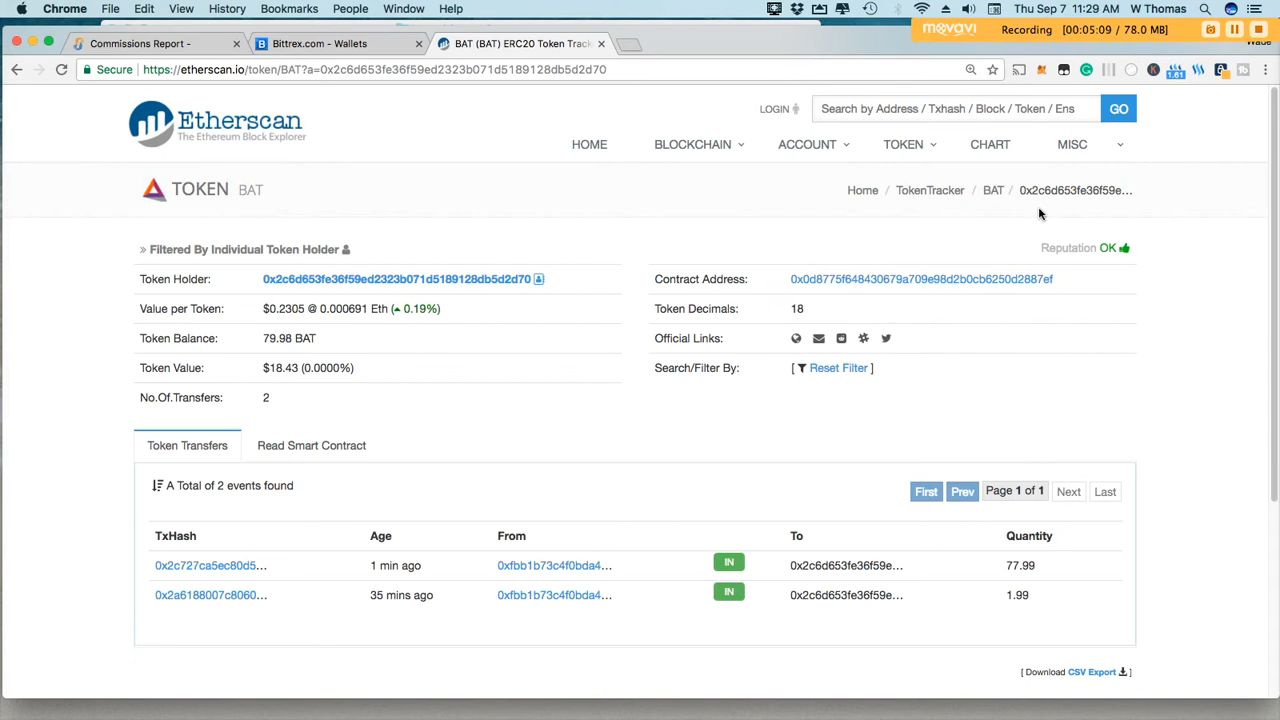 Chrome File Edit View History Bookmarks People Window Help Thu Sep 7 11:29 AM W Thomas
movavi Recording [00:05:09 / 78.0 MB]
Commissions Report - Bittrex.com - Wallets BAT (BAT) ERC20 Token Track Wade
Secure https://etherscan.io/token/BAT?a=0x2c6d653fe36f59ed2323b071d5189128db5d2d70 1.61
Etherscan
The Ethereum Block Explorer
LOGIN Search by Address / Txhash / Block / Token / Ens GO
HOME BLOCKCHAIN ACCOUNT TOKEN CHART MISC
TOKEN BAT Home / TokenTracker / BAT / 0x2c6d653fe36f59e...
» Filtered By Individual Token Holder Reputation OK
Token Holder: 0x2c6d653fe36f59ed2323b071d5189128db5d2d70 Contract Address: 0x0d8775f648430679a709e98d2b0cb6250d2887ef
Value per Token: $0.2305 @ 0.000691 Eth ( 0.19%) Token Decimals: 18
Token Balance: 79.98 BAT Official Links:
Token Value: $18.43 (0.0000%) Search/Filter By: [ Reset Filter ]
No.Of.Transfers: 2
Token Transfers Read Smart Contract
A Total of 2 events found First Prev Page 1 of 1 Next Last
TxHash Age From To Quantity
0x2c727ca5ec80d5... 1 min ago 0xfbb1b73c4f0bda4... IN 0x2c6d653fe36f59e... 77.99
0x2a6188007c8060... 35 mins ago 0xfbb1b73c4f0bda4... IN 0x2c6d653fe36f59e... 1.99
[ Download CSV Export ]